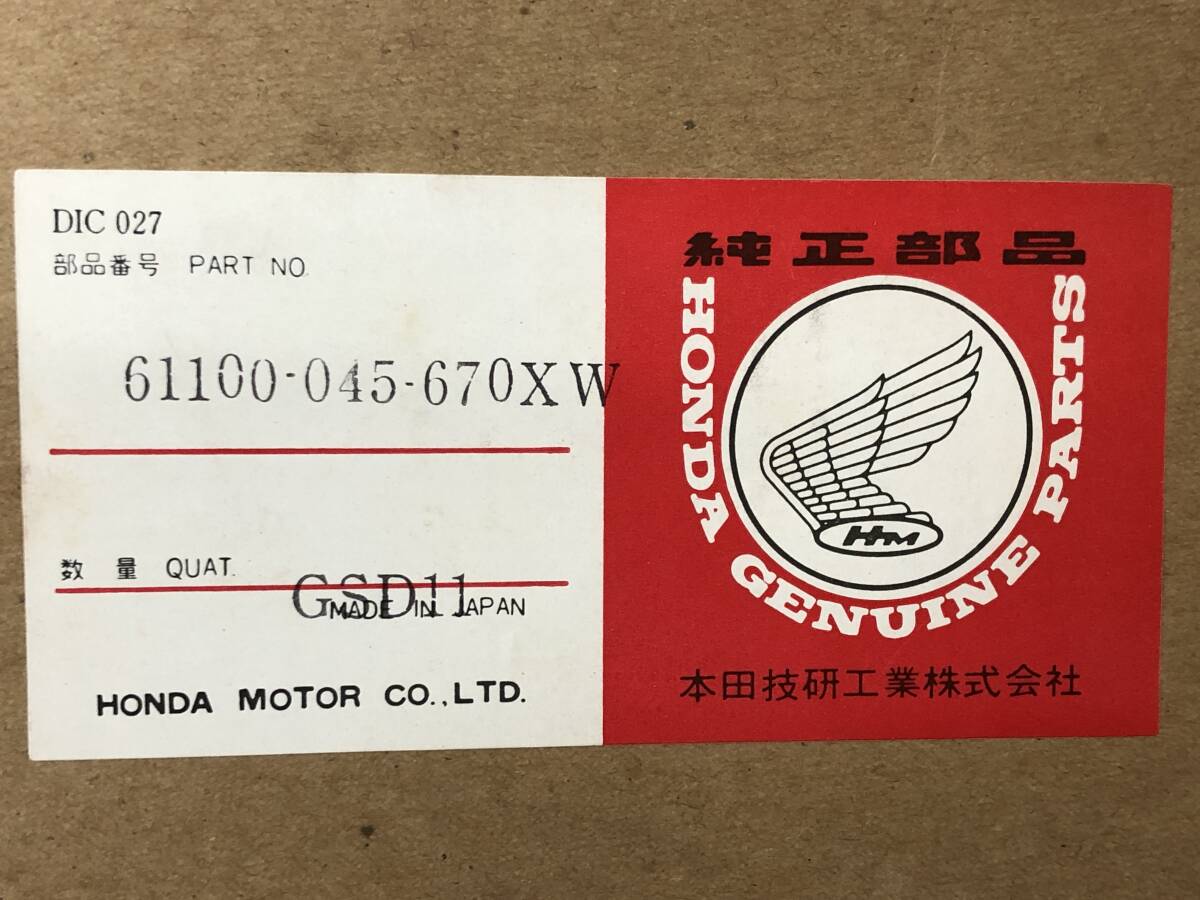 DIC 027
部品番号 PART NO.
61100-045-670XW
数 量 QUAT.
GSD11
MADE IN JAPAN
HONDA MOTOR CO.,LTD.
純正部品
HONDA GENUINE PARTS
HM
本田技研工業株式会社